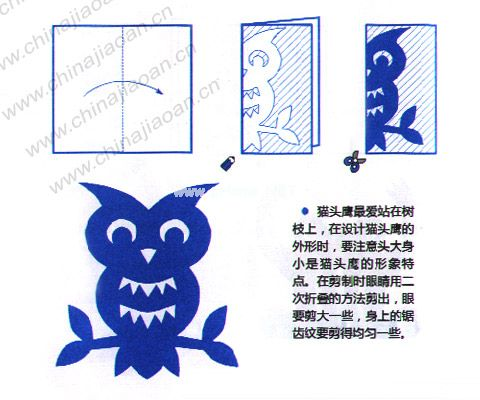 www.chinajiaoan.cn
www.chinajiaoan.cn
www.chinajiaoan.cn
www.
● 猫头鹰最爱站在树
枝上，在设计猫头鹰的
外形时，要注意头大身
小是猫头鹰的形象特
点。在剪制时眼睛用二
次折叠的方法剪出，眼
要剪大一些，身上的锯
齿纹要剪得均匀一些。